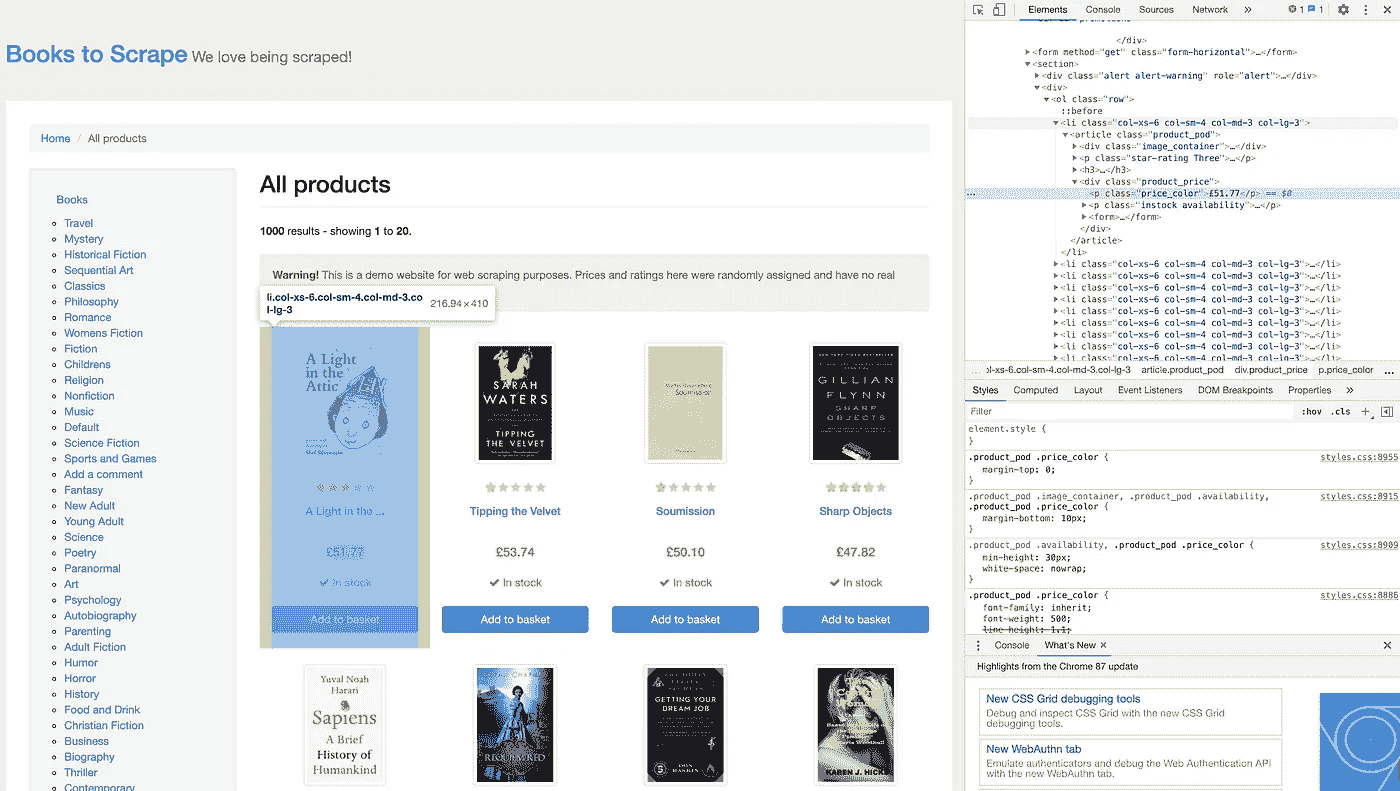 Books to Scrape We love being scraped!
Home / All products
Books
Travel
Mystery
Historical Fiction
Sequential Art
Classics
Philosophy
Romance
Womens Fiction
Fiction
Childrens
Religion
Nonfiction
Music
Default
Science Fiction
Sports and Games
Add a comment
Fantasy
New Adult
Young Adult
Science
Poetry
Paranormal
Art
Psychology
Autobiography
Parenting
Adult Fiction
Humor
Horror
History
Food and Drink
Christian Fiction
Business
Biography
Thriller
Contemporary
All products
1000 results - showing 1 to 20.
Warning! This is a demo website for web scraping purposes. Prices and ratings here were randomly assigned and have no real
li.col-xs-6.col-sm-4.col-md-3.co
l-lg-3
216.94×410
A Light
in the
Attic
SARAH
WATERS
TIPPING
THE VELVET
Soumission
GILLIAN
FLYNN
SHARP
OBJECTS
A Light in the ...
Tipping the Velvet
Soumission
Sharp Objects
£51.77
£53.74
£50.10
£47.82
In stock
In stock
In stock
In stock
Add to basket
Add to basket
Add to basket
Add to basket
Yuval Noah
Harari
Sapiens
A Brief
History of
Humankind
REQUIRED
GETTING YOUR
DREAM JOB
KAREN J. HICKS
Elements Console Sources Network » 1 1
</div>
<form method="get" class="form-horizontal">…</form>
<section>
<div class="alert alert-warning" role="alert">…</div>
<div>
<ol class="row">
::before
<li class="col-xs-6 col-sm-4 col-md-3 col-lg-3">
<article class="product_pod">
<div class="image_container">…</div>
<p class="star-rating Three">…</p>
<h3>…</h3>
<div class="product_price">
<p class="price_color">£51.77</p> == $0
<p class="instock availability">…</p>
<form>…</form>
</div>
</article>
</li>
<li class="col-xs-6 col-sm-4 col-md-3 col-lg-3">…</li>
<li class="col-xs-6 col-sm-4 col-md-3 col-lg-3">…</li>
<li class="col-xs-6 col-sm-4 col-md-3 col-lg-3">…</li>
<li class="col-xs-6 col-sm-4 col-md-3 col-lg-3">…</li>
<li class="col-xs-6 col-sm-4 col-md-3 col-lg-3">…</li>
<li class="col-xs-6 col-sm-4 col-md-3 col-lg-3">…</li>
<li class="col-xs-6 col-sm-4 col-md-3 col-lg-3">…</li>
<li class="col-xs-6 col-sm-4 col-md-3 col-lg-3">…</li>
<li class="col-xs-6 col-sm-4 col-md-3 col-lg-3">…</li>
... ol-xs-6.col-sm-4.col-md-3.col-lg-3 article.product_pod div.product_price p.price_color ...
Styles Computed Layout Event Listeners DOM Breakpoints Properties »
Filter :hov .cls +
element.style {
}
.product_pod .price_color { styles.css:8955
margin-top: 0;
}
.product_pod .image_container, .product_pod .availability, styles.css:8915
.product_pod .price_color {
margin-bottom: 10px;
}
.product_pod .availability, .product_pod .price_color { styles.css:8909
min-height: 30px;
white-space: nowrap;
}
.product_pod .price_color { styles.css:8886
font-family: inherit;
font-weight: 500;
line-height: 1.1;
Console What's New ×
Highlights from the Chrome 87 update
New CSS Grid debugging tools
Debug and inspect CSS Grid with the new CSS Grid
debugging tools.
New WebAuthn tab
Emulate authenticators and debug the Web Authentication API
with the new WebAuthn tab.